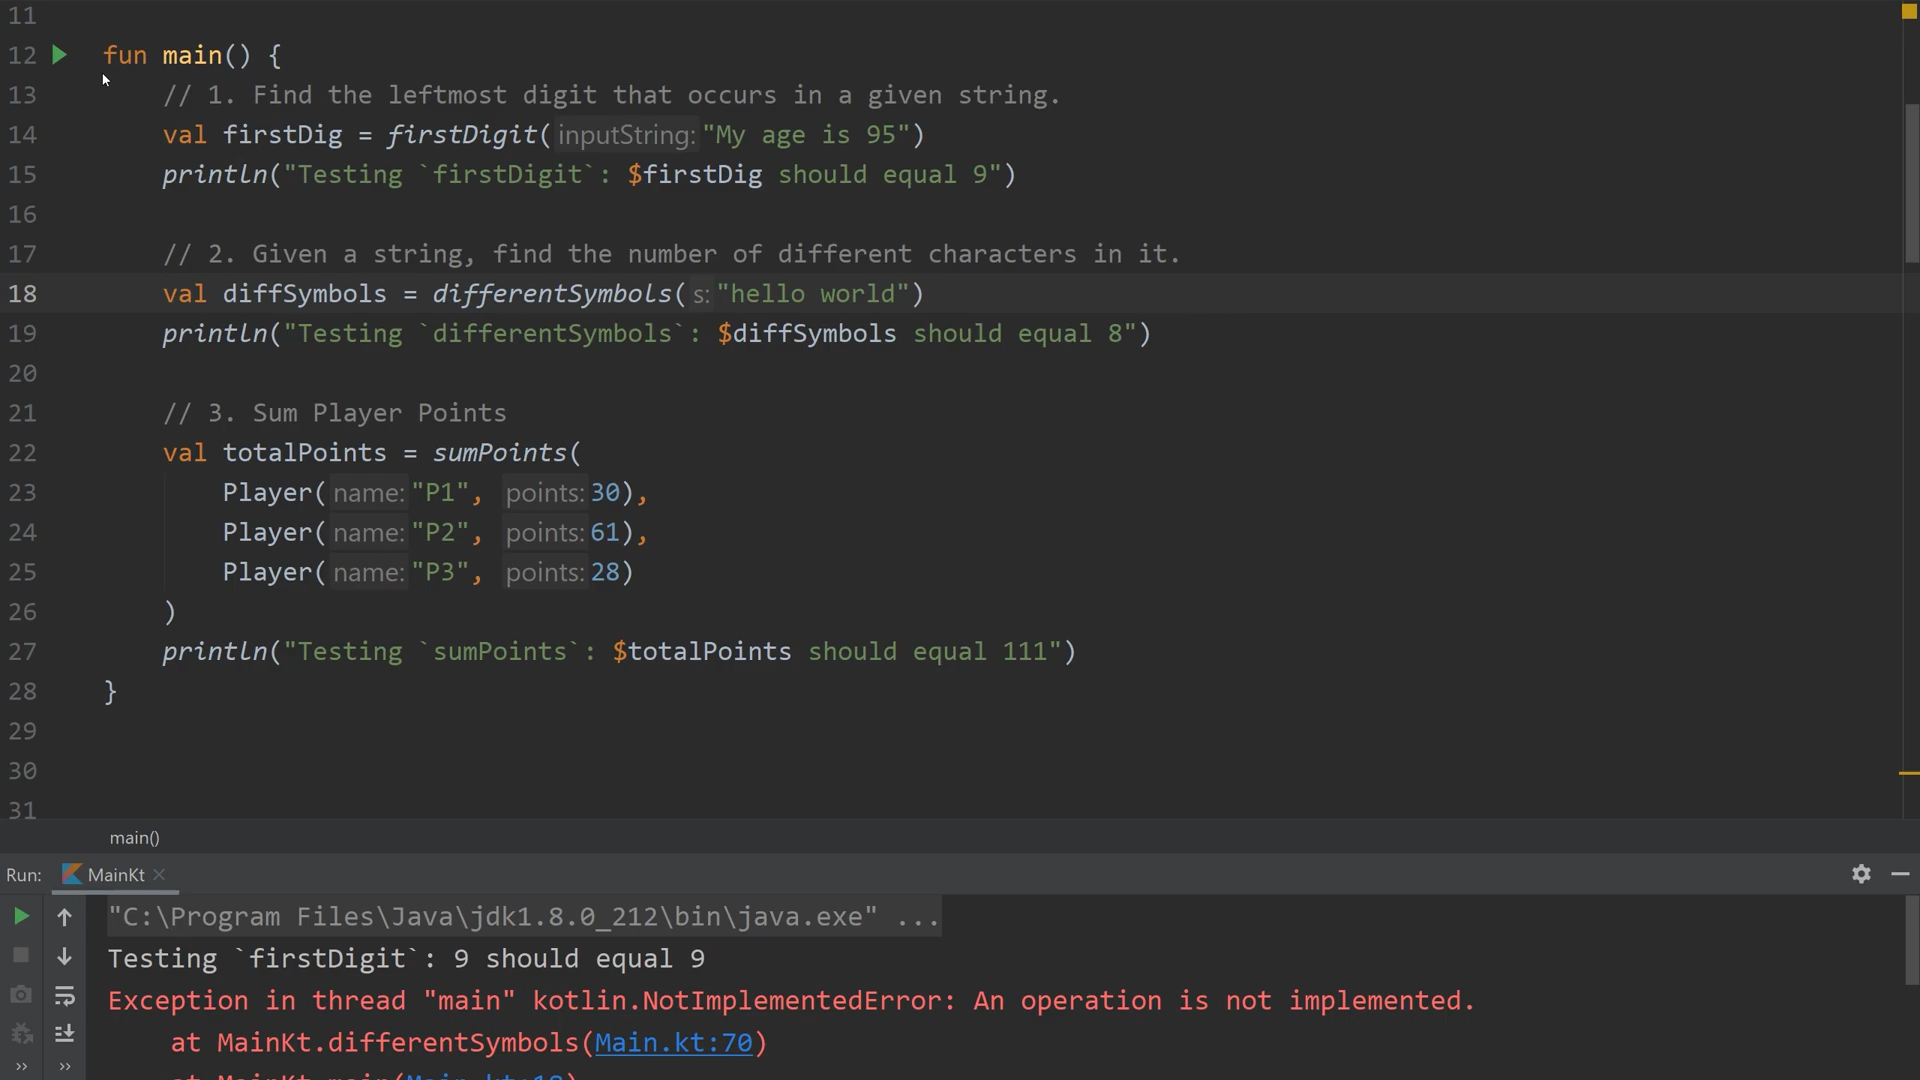 11
12 fun main() {
13 // 1. Find the leftmost digit that occurs in a given string.
14 val firstDig = firstDigit( inputString: "My age is 95")
15 println("Testing `firstDigit`: $firstDig should equal 9")
16
17 // 2. Given a string, find the number of different characters in it.
18 val diffSymbols = differentSymbols( s: "hello world")
19 println("Testing `differentSymbols`: $diffSymbols should equal 8")
20
21 // 3. Sum Player Points
22 val totalPoints = sumPoints(
23 Player( name: "P1", points: 30),
24 Player( name: "P2", points: 61),
25 Player( name: "P3", points: 28)
26 )
27 println("Testing `sumPoints`: $totalPoints should equal 111")
28 }
29
30
31
main()
Run: MainKt
"C:\Program Files\Java\jdk1.8.0_212\bin\java.exe" ...
Testing `firstDigit`: 9 should equal 9
Exception in thread "main" kotlin.NotImplementedError: An operation is not implemented.
at MainKt.differentSymbols(Main.kt:70)
at MainKt.main(Main.kt:18)